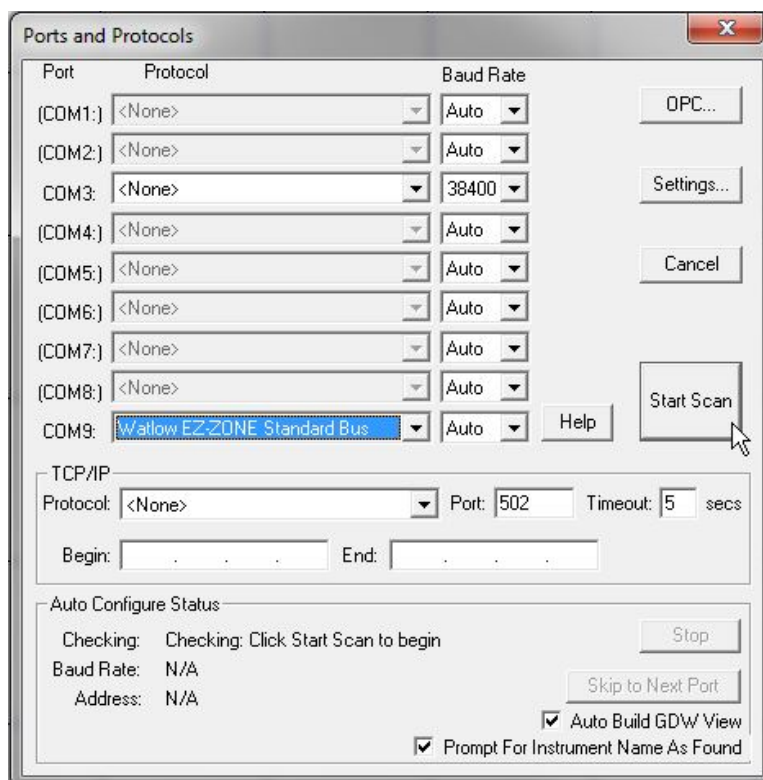 Ports and Protocols
Port Protocol Baud Rate
(COM1:) <None> Auto OPC...
(COM2:) <None> Auto
COM3: <None> 38400 Settings...
(COM4:) <None> Auto
(COM5:) <None> Auto Cancel
(COM6:) <None> Auto
(COM7:) <None> Auto
(COM8:) <None> Auto Start Scan
COM9: Watlow EZ-ZONE Standard Bus Auto Help
TCP/IP
Protocol: <None> Port: 502 Timeout: 5 secs
Begin: . . . End: . . .
Auto Configure Status
Checking: Checking: Click Start Scan to begin Stop
Baud Rate: N/A
Address: N/A Skip to Next Port
Auto Build GDW View
Prompt For Instrument Name As Found